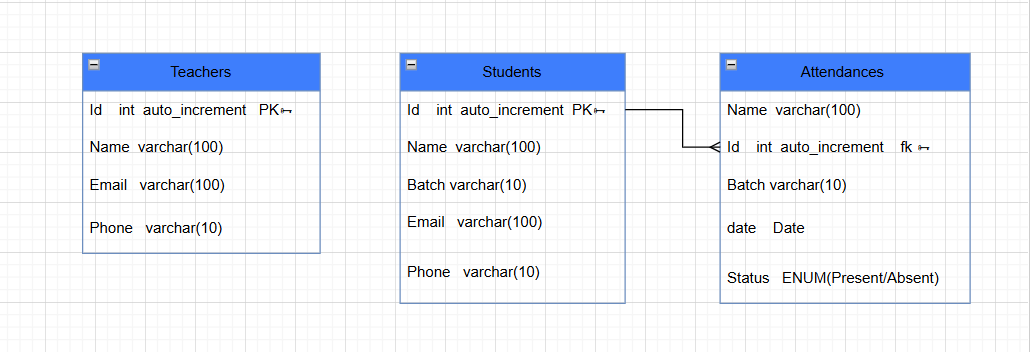 Teachers
Id int auto_increment PK
Name varchar(100)
Email varchar(100)
Phone varchar(10)
Students
Id int auto_increment PK
Name varchar(100)
Batch varchar(10)
Email varchar(100)
Phone varchar(10)
Attendances
Name varchar(100)
Id int auto_increment fk
Batch varchar(10)
date Date
Status ENUM(Present/Absent)